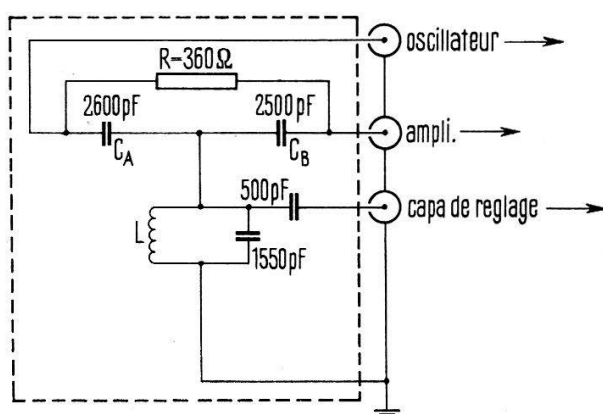 oscillateur
R=360Ω
2600pF
2500pF
C_A
C_B
ampli.
500pF
capa de reglage
L
1550pF